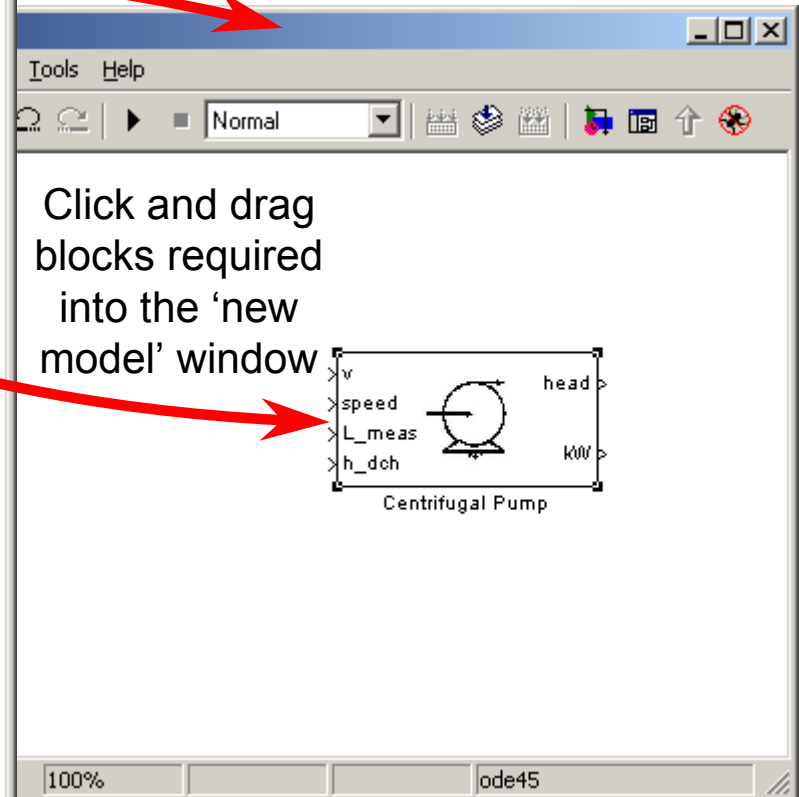 Tools Help
Normal
Click and drag
blocks required
into the ‘new
model’ window
v
speed
L_meas
h_dch
head
kW
Centrifugal Pump
100%
ode45